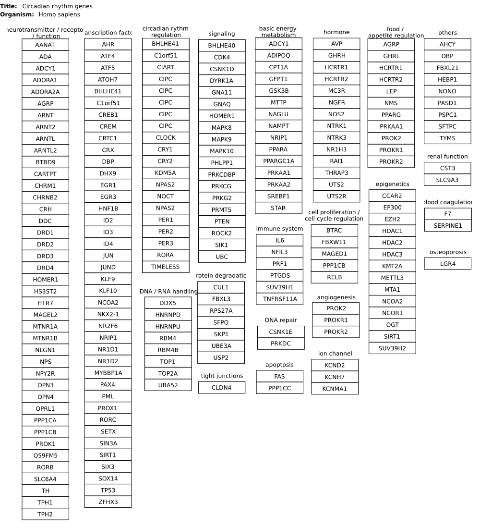 Title: Circadian rhythm genes
Organism: Homo sapiens
neurotransmitter / receptor / function
AANAT
ADA
ADCY1
ADORA1
ADORA2A
AGRP
ARNT
ARNT2
ARNTL
ARNTL2
BTBD9
CARTPT
CHRM1
CHRNB2
CRH
DDC
DRD1
DRD2
DRD3
DRD4
HOMER1
HS3ST2
HTR7
MAGEL2
MTNR1A
MTNR1B
NLGN1
NPS
NPY2R
OPN3
OPN4
OPRL1
PPP1CA
PPP1CB
PROK1
Q59FM5
RORB
SLC6A4
TH
TPH1
TPH2
transcription factor
AHR
ATF4
ATF5
ATOH7
BHLHE41
C1orf51
CREB1
CREM
CRTC1
CRX
DBP
DHX9
EGR1
EGR3
HNF1B
ID2
ID3
ID4
JUN
JUND
KLF9
KLF10
NCOA2
NKX2-1
NR2F6
NRIP1
NR1D1
NR1D2
MYBBP1A
PAX4
PML
PROX1
RORC
SETX
SIN3A
SIRT1
SIX3
SOX14
TP53
ZFHX3
circadian rythm
regulation
BHLHE41
C1orf51
CIART
CIPC
CIPC
CIPC
CIPC
CLOCK
CRY1
CRY2
KDM5A
NPAS2
NOCT
NPAS2
PER1
PER2
PER3
RORA
TIMELESS
DNA / RNA handling
DDX5
HNRNPD
HNRNPU
RBM4
RBM4B
TOP1
TOP2A
UBA52
signaling
BHLHE40
CDK4
CSNK1D
DYRK1A
GNA11
GNAQ
HOMER1
MAPK8
MAPK9
MAPK10
PHLPP1
PRKCDBP
PRKCG
PRKG2
PRMT5
PTEN
ROCK2
SIK1
UBC
protein degradation
CUL1
FBXL3
RPS27A
SFPQ
SKP1
UBE3A
USP2
tight junctions
CLDN4
basic energy
metabolism
ADCY1
ADIPOQ
CPT1A
GFPT1
GSK3B
MTTP
NAGLU
NAMPT
NRIP1
PPARA
PPARGC1A
PRKAA1
PRKAA2
SREBF1
STAR
immune system
IL6
NFIL3
PRF1
PTGDS
SUV39H1
TNFRSF11A
DNA repair
CSNK1E
PRKDC
apoptosis
FAS
PPP1CC
hormone
AVP
GHRH
HCRTR1
HCRTR2
MC3R
NGFR
NOS2
NTRK1
NTRK3
NR1H3
RAI1
THRAP3
UTS2
UTS2R
cell proliferation /
cell cycle regulation
BTRC
FBXW11
MAGED1
PPP1CB
RCL8
angiogenesis
PROK2
PROKR1
PROKR2
ion channel
KCND2
KCNH7
KCNMA1
food /
appetite regulation
AGRP
GHRL
HCRTR1
HCRTR2
LEP
NMS
PPARG
PRKAA1
PROK2
PROKR1
PROKR2
epigenetics
CCAR2
EP300
EZH2
HDAC1
HDAC2
HDAC3
KMT2A
METTL3
MTA1
NCOA2
NCOR1
OGT
SIRT1
SUV39H2
others
AHCY
DBP
FBXL21
HEBP1
NONO
PASD1
PSPC1
SFTPC
TYMS
renal function
CST3
SLC9A3
blood coagulation
F7
SERPINE1
osteoporosis
LGR4